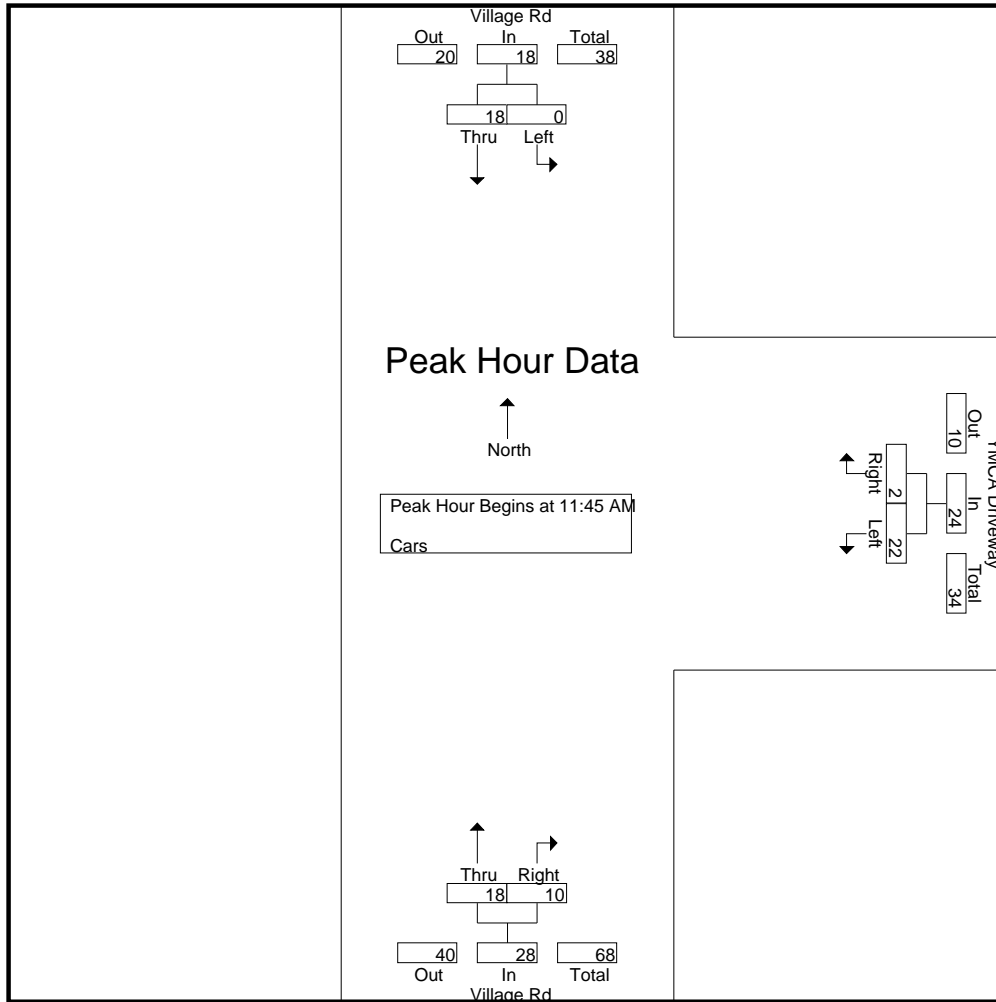 Village Rd
Out In Total
20 18 38
18 0
Thru Left
Peak Hour Data
North
Peak Hour Begins at 11:45 AM
Cars
YMCA Driveway
Out In Total
10 24 34
2 22
Right Left
Thru Right
18 10
40 28 68
Out In Total
Village Rd